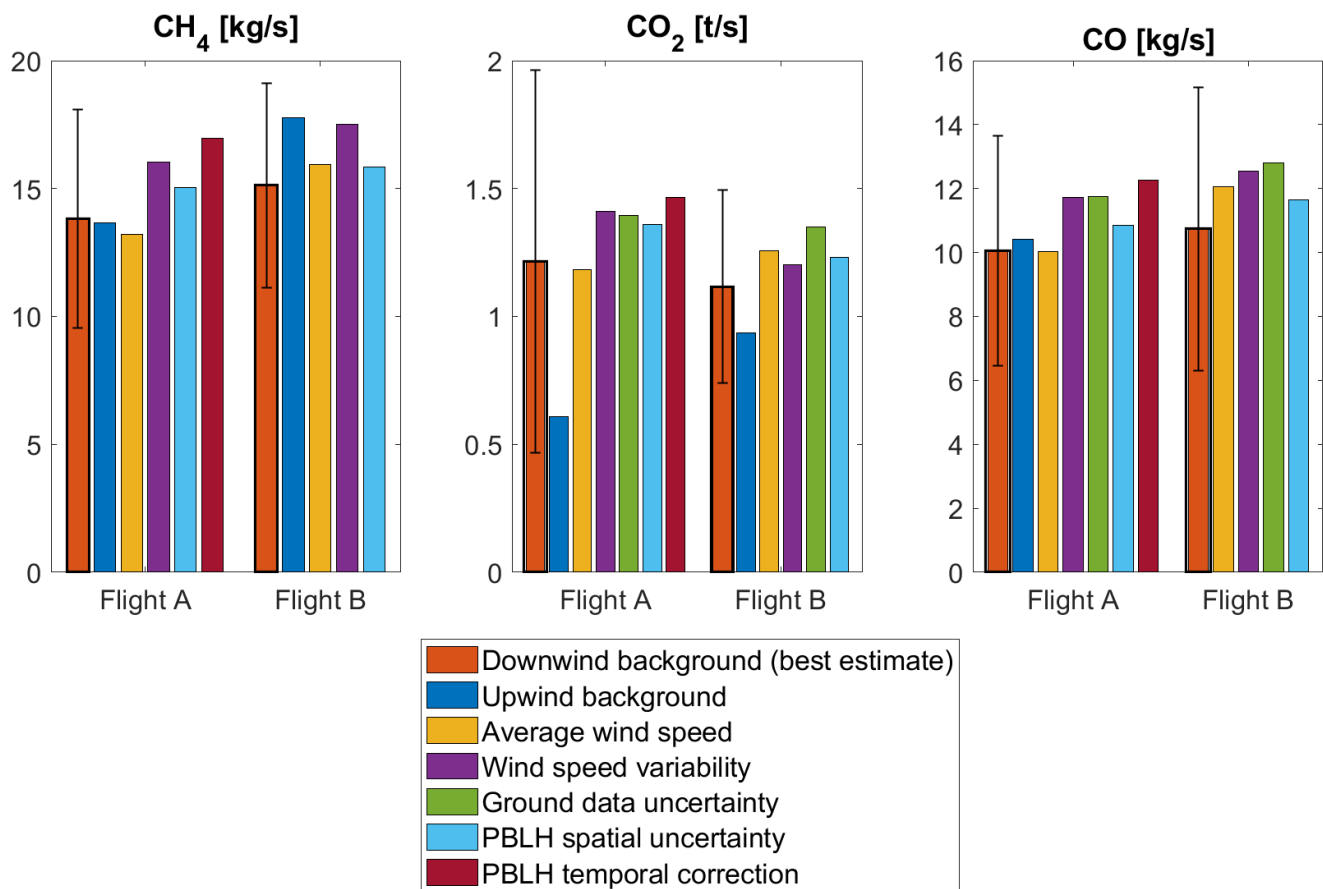 CH4 [kg/s]
20
15
10
5
0
Flight A
Flight B
CO2 [t/s]
2
1.5
1
0.5
0
Flight A
Flight B
CO [kg/s]
16
14
12
10
8
6
4
2
0
Flight A
Flight B
Downwind background (best estimate)
Upwind background
Average wind speed
Wind speed variability
Ground data uncertainty
PBLH spatial uncertainty
PBLH temporal correction